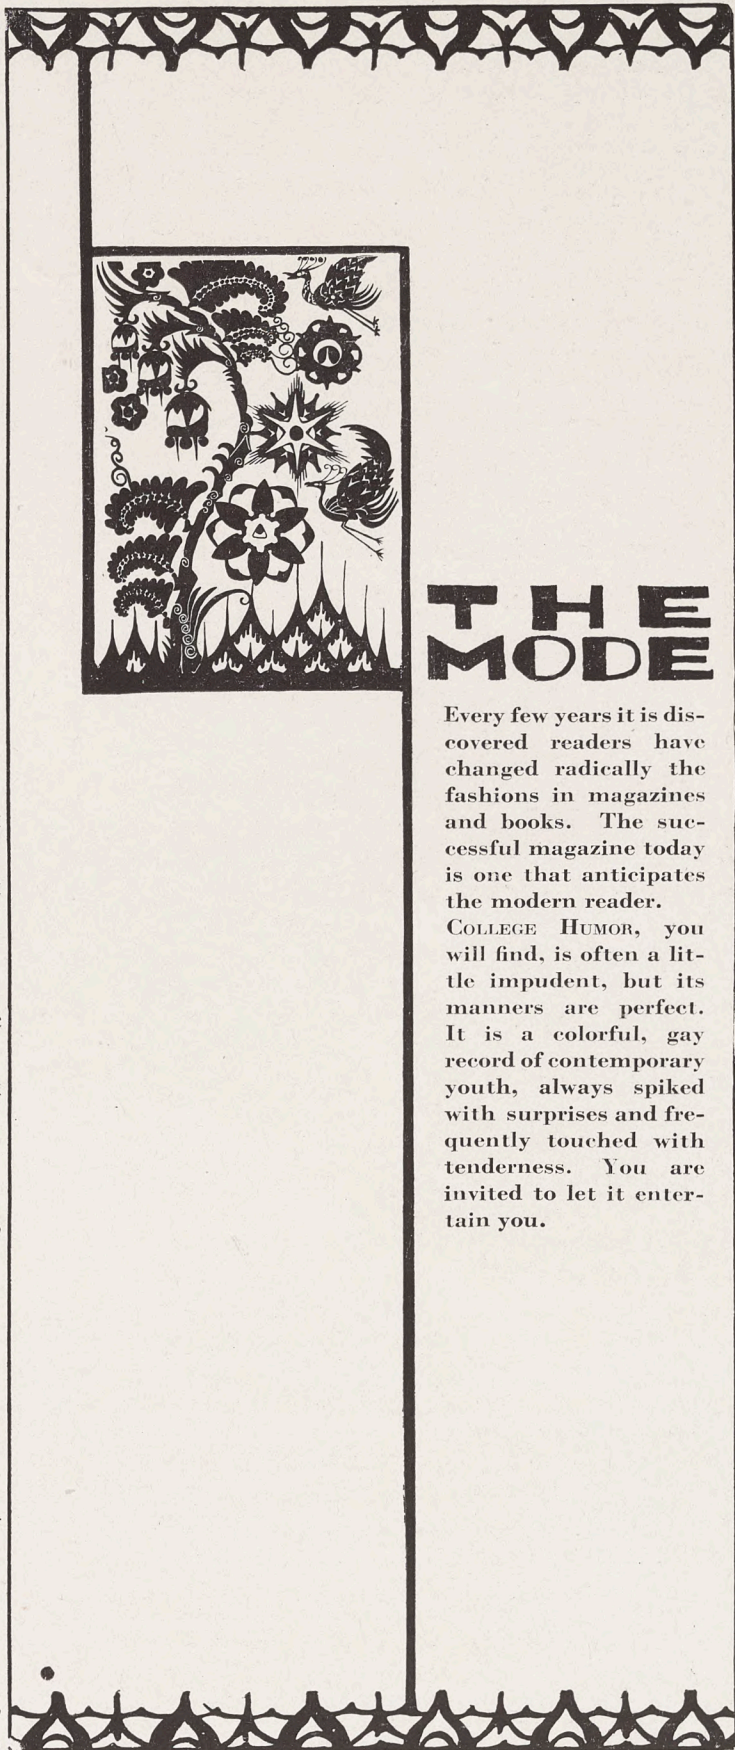 THE
MODE
Every few years it is dis-
covered readers have
changed radically the
fashions in magazines
and books. The suc-
cessful magazine today
is one that anticipates
the modern reader.
COLLEGE HUMOR, you
will find, is often a lit-
tle impudent, but its
manners are perfect.
It is a colorful, gay
record of contemporary
youth, always spiked
with surprises and fre-
quently touched with
tenderness. You are
invited to let it enter-
tain you.